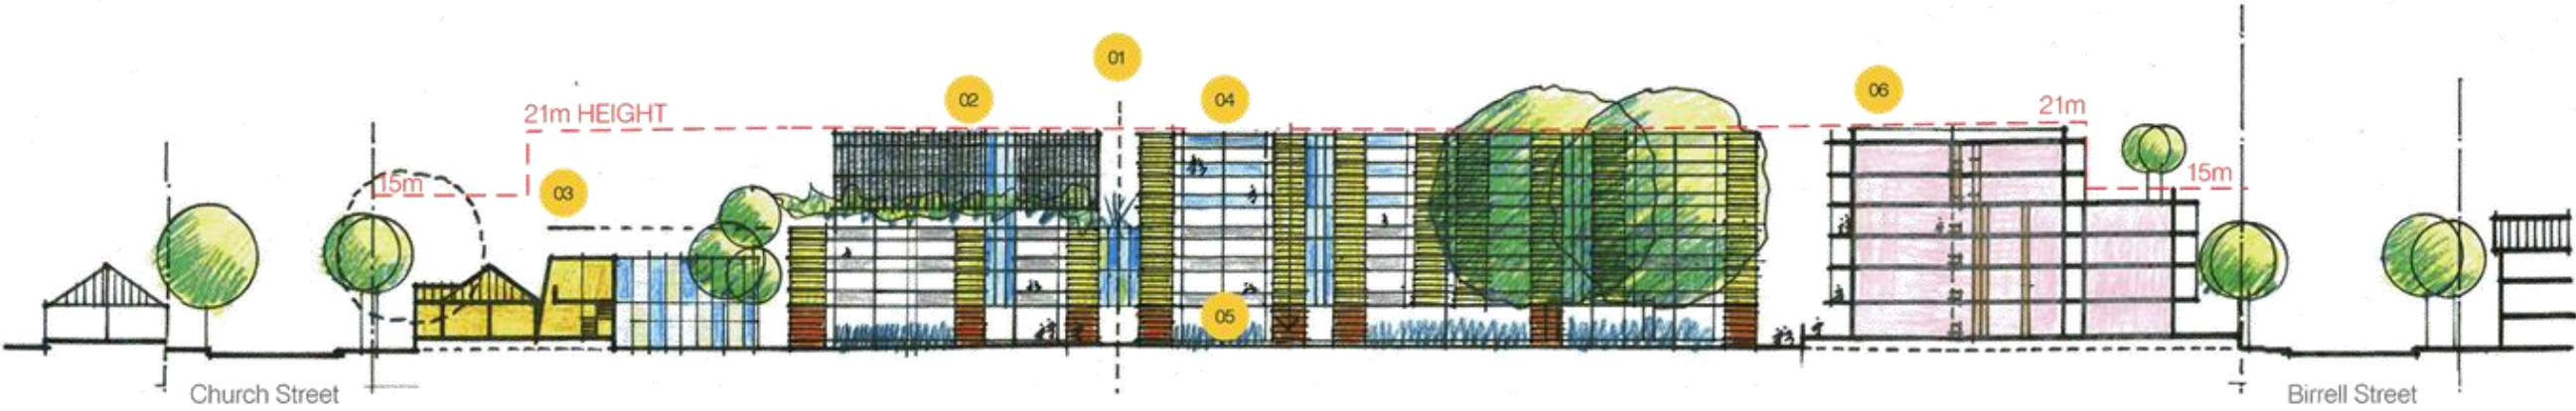 01
02
04
06
21m HEIGHT
21m
15m
03
15m
05
Church Street
Birrell Street